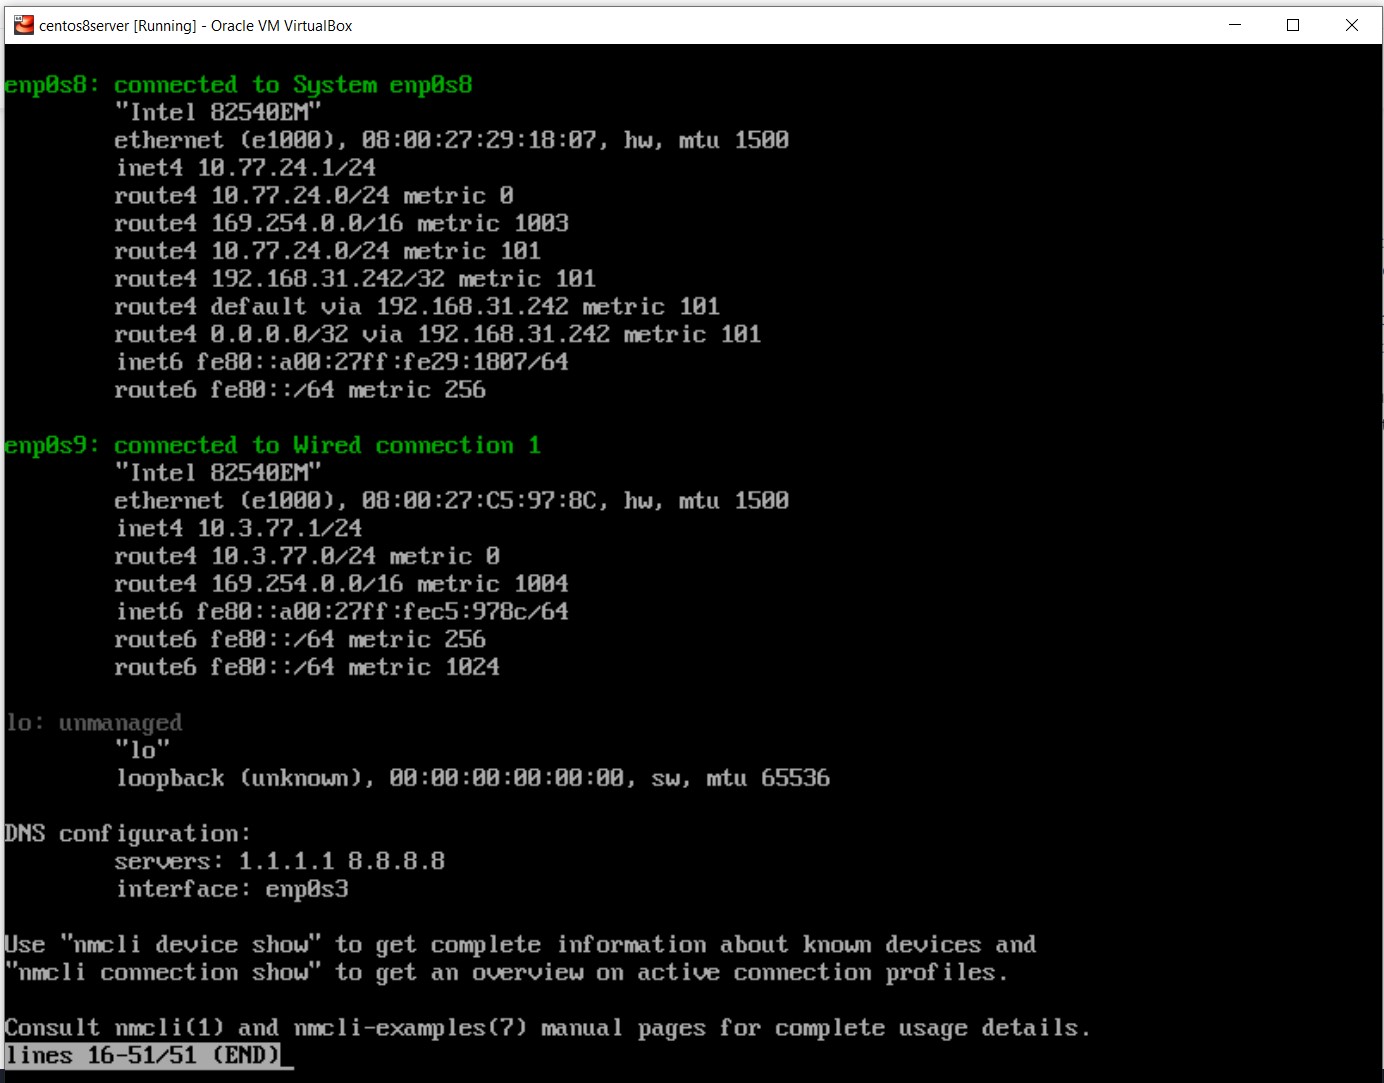 centos8server [Running] - Oracle VM VirtualBox
enp0s8: connected to System enp0s8
"Intel 82540EM"
ethernet (e1000), 08:00:27:29:18:07, hw, mtu 1500
inet4 10.77.24.1/24
route4 10.77.24.0/24 metric 0
route4 169.254.0.0/16 metric 1003
route4 10.77.24.0/24 metric 101
route4 192.168.31.242/32 metric 101
route4 default via 192.168.31.242 metric 101
route4 0.0.0.0/32 via 192.168.31.242 metric 101
inet6 fe80::a00:27ff:fe29:1807/64
route6 fe80::/64 metric 256
enp0s9: connected to Wired connection 1
"Intel 82540EM"
ethernet (e1000), 08:00:27:C5:97:8C, hw, mtu 1500
inet4 10.3.77.1/24
route4 10.3.77.0/24 metric 0
route4 169.254.0.0/16 metric 1004
inet6 fe80::a00:27ff:fec5:978c/64
route6 fe80::/64 metric 256
route6 fe80::/64 metric 1024
lo: unmanaged
"lo"
loopback (unknown), 00:00:00:00:00:00, sw, mtu 65536
DNS configuration:
servers: 1.1.1.1 8.8.8.8
interface: enp0s3
Use "nmcli device show" to get complete information about known devices and
"nmcli connection show" to get an overview on active connection profiles.
Consult nmcli(1) and nmcli-examples(7) manual pages for complete usage details.
lines 16-51/51 (END)